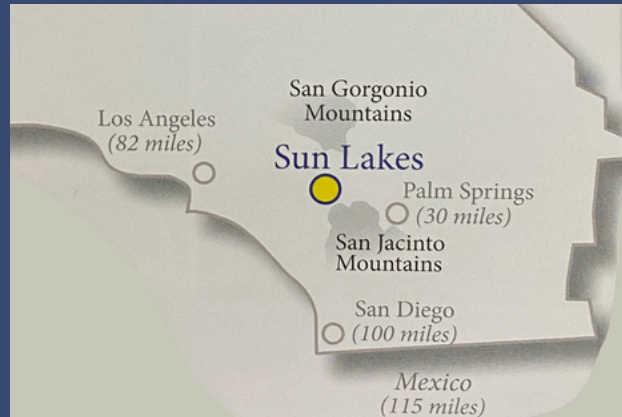 San Gorgonio
Mountains
Los Angeles
(82 miles)
Sun Lakes
Palm Springs
(30 miles)
San Jacinto
Mountains
San Diego
(100 miles)
Mexico
(115 miles)